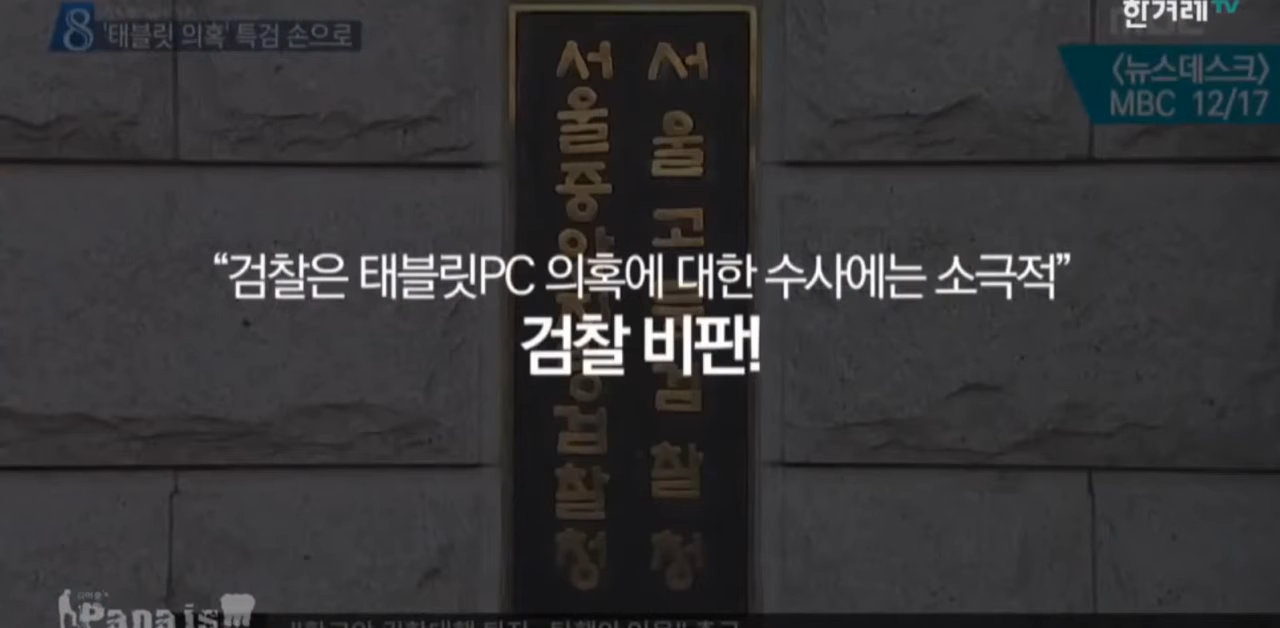 8 '태블릿 의혹' 특검 손으로
한겨레TV
〈뉴스데스크〉
MBC 12/17
서울중앙지방검찰청
서울고등검찰청
“검찰은 태블릿PC 의혹에 대한 수사에는 소극적”
검찰 비판!
김어준's
Papa is